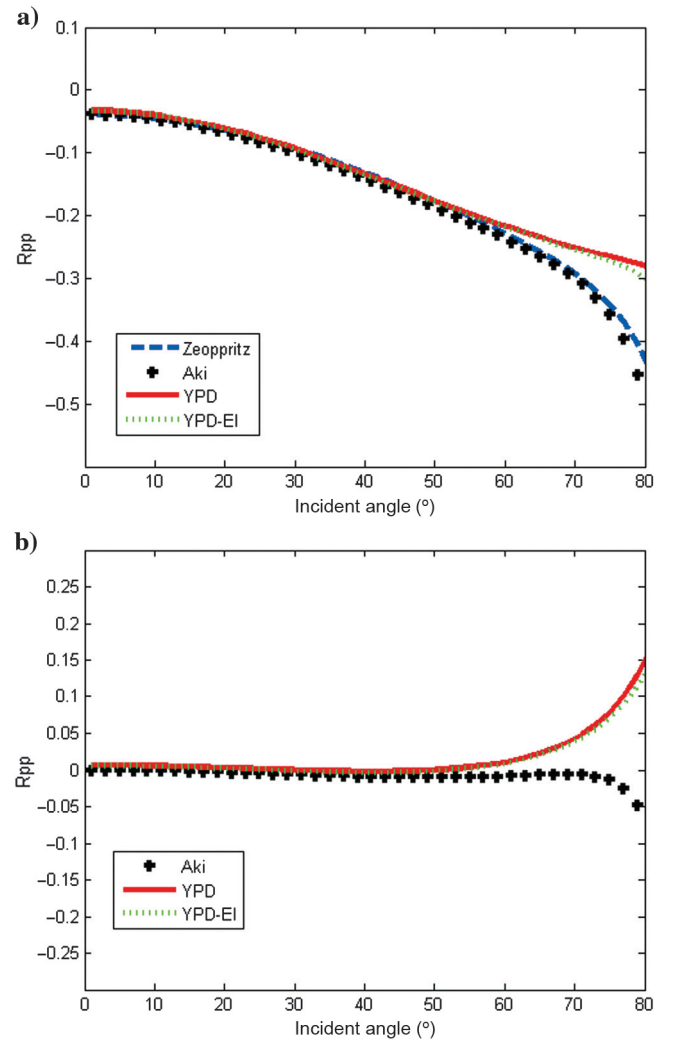 a)
0.1
0
−0.1
−0.2
−0.3
−0.4
−0.5
Rpp
Zeoppritz
Aki
YPD
YPD-EI
0 10 20 30 40 50 60 70 80
Incident angle (º)
b)
0.25
0.2
0.15
0.1
0.05
0
−0.05
−0.1
−0.15
−0.2
−0.25
Rpp
Aki
YPD
YPD-EI
0 10 20 30 40 50 60 70 80
Incident angle (º)